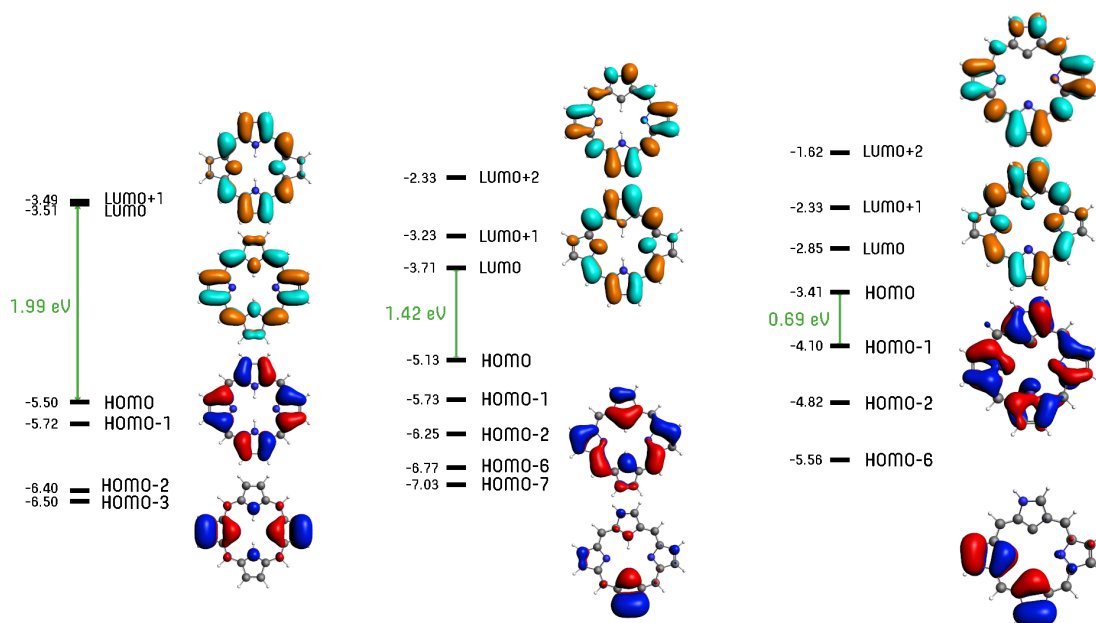 -3.49 LUMO+1
-3.51 LUMO
1.99 eV
-5.50 HOMO
-5.72 HOMO-1
-6.40 HOMO-2
-6.50 HOMO-3
-2.33 LUMO+2
-3.23 LUMO+1
-3.71 LUMO
1.42 eV
-5.13 HOMO
-5.73 HOMO-1
-6.25 HOMO-2
-6.77 HOMO-6
-7.03 HOMO-7
-1.62 LUMO+2
-2.33 LUMO+1
-2.85 LUMO
-3.41 HOMO
0.69 eV
-4.10 HOMO-1
-4.82 HOMO-2
-5.56 HOMO-6